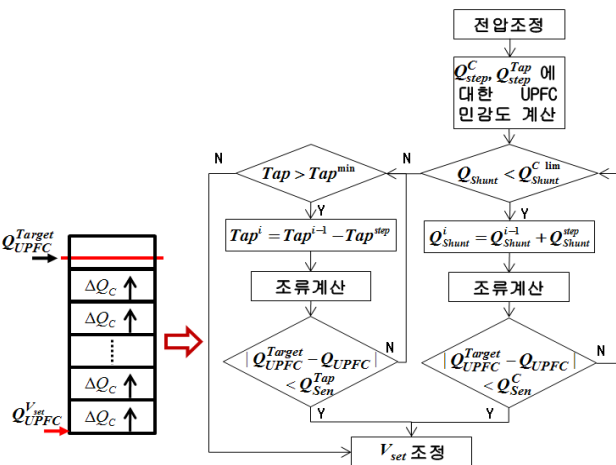 전압조정
Q_step^C, Q_step^Tap 에
대한 UPFC
민감도 계산
N
Tap > Tap^min
N
Q_Shunt < Q_Shunt^C lim
Y
Y
Tap^i = Tap^i-1 − Tap^step
Q_Shunt^i = Q_Shunt^i-1 + Q_Shunt^step
Q_UPFC^Target
ΔQ_C
조류계산
조류계산
ΔQ_C
| Q_UPFC^Target − Q_UPFC |
< Q_Sen^Tap
N
| Q_UPFC^Target − Q_UPFC |
< Q_Sen^C
N
ΔQ_C
Q_UPFC^V_set
ΔQ_C
Y
Y
V_set 조정